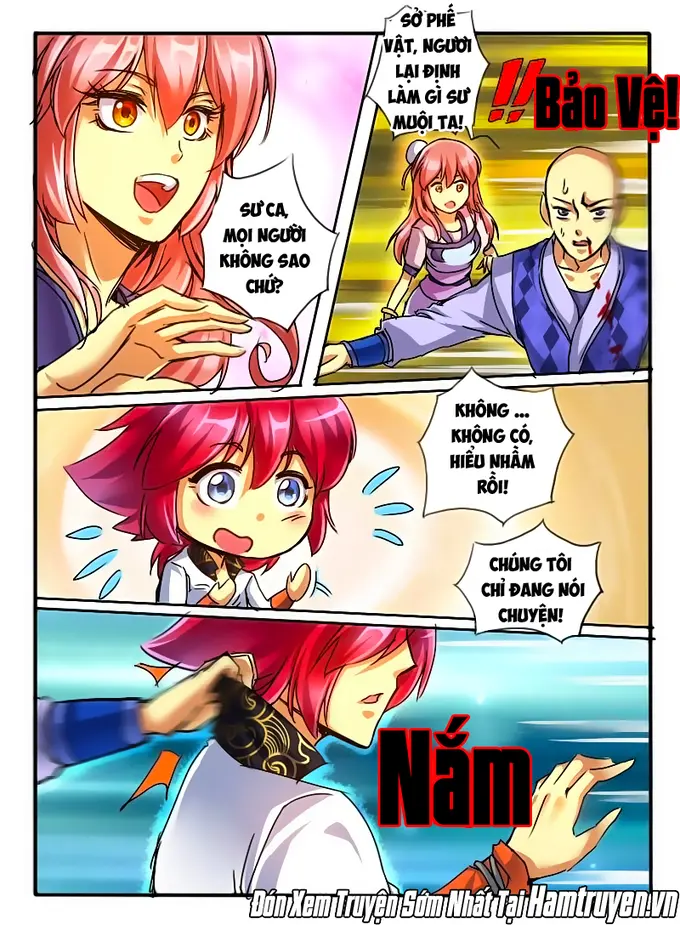 SƯ CA,
MỌI NGƯỜI
KHÔNG SAO
CHỨ?
SỞ PHẾ
VẬT, NGƯỜI
LẠI ĐỊNH
LÀM GÌ SƯ
MUỘI TA!
!! Bảo Vệ!
KHÔNG ...
KHÔNG CÓ,
HIỂU NHẦM
RỒI!
CHÚNG TÔI
CHỈ ĐANG NÓI
CHUYỆN!
Nắm
Đón Xem Truyện Sớm Nhất Tại Hamtruyen.vn